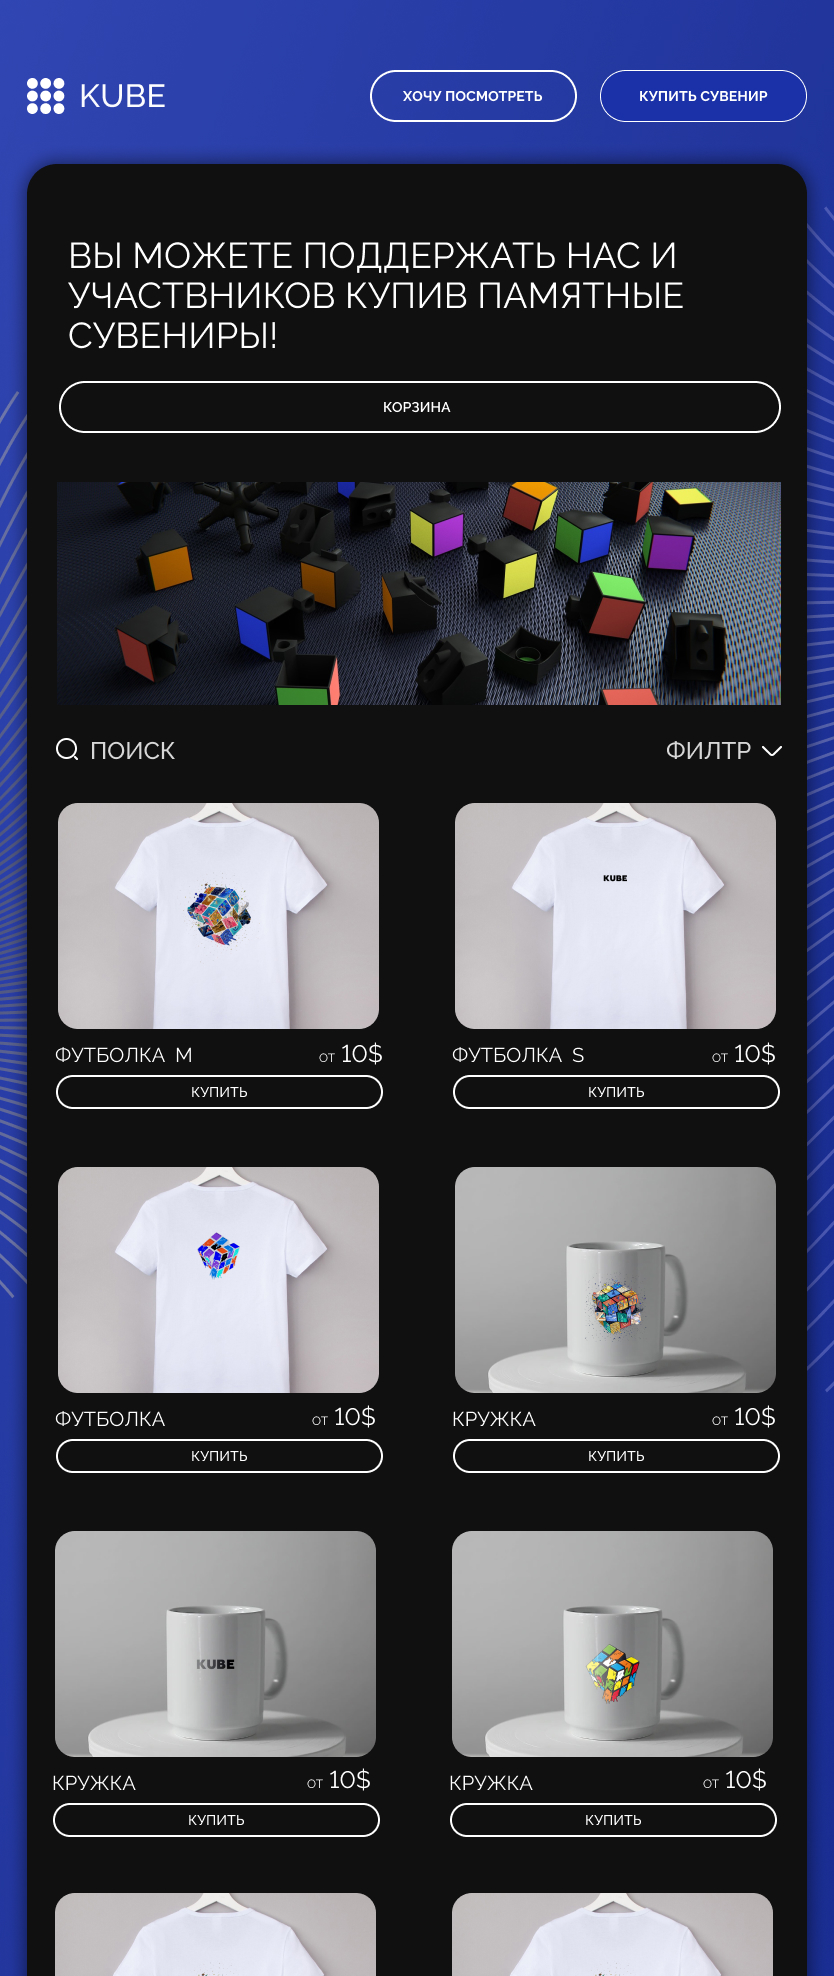 KUBE
ХОЧУ ПОСМОТРЕТЬ
КУПИТЬ СУВЕНИР
ВЫ МОЖЕТЕ ПОДДЕРЖАТЬ НАС И
УЧАСТВНИКОВ КУПИВ ПАМЯТНЫЕ
СУВЕНИРЫ!
КОРЗИНА
ПОИСК
ФИЛТР
KUBE
ФУТБОЛКА M от 10$
ФУТБОЛКА S от 10$
КУПИТЬ
КУПИТЬ
ФУТБОЛКА от 10$
КРУЖКА от 10$
КУПИТЬ
КУПИТЬ
KUBE
КРУЖКА от 10$
КРУЖКА от 10$
КУПИТЬ
КУПИТЬ